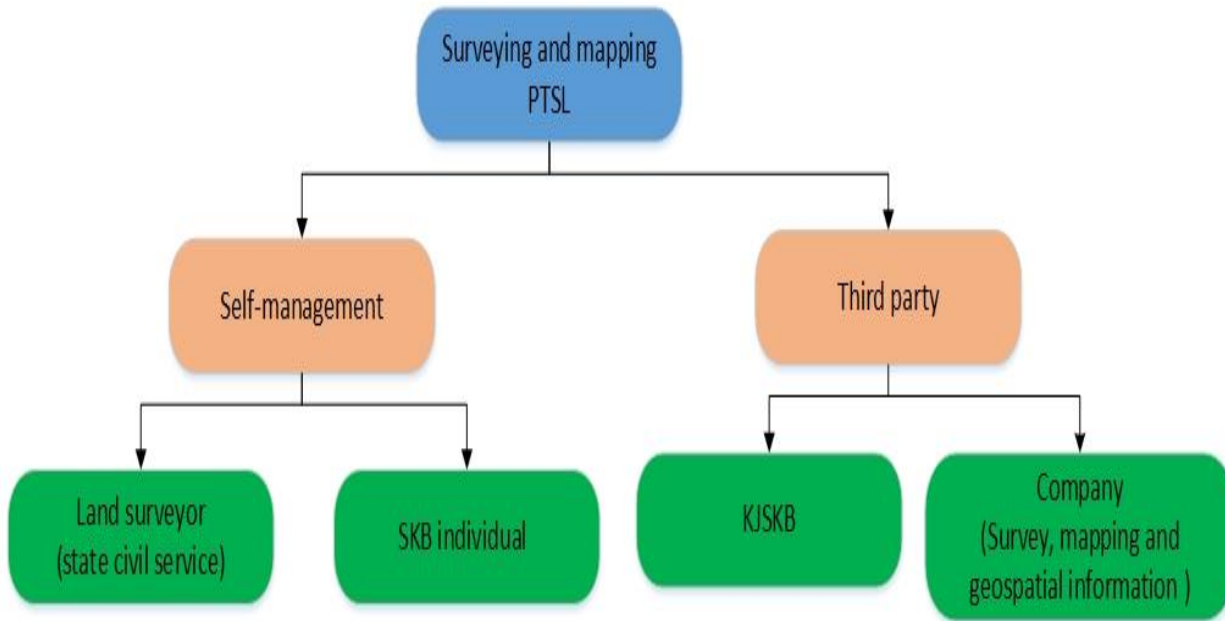 Surveying and mapping
PTSL
Self-management
Third party
Land surveyor
(state civil service)
SKB individual
KJSKB
Company
(Survey, mapping and
geospatial information )